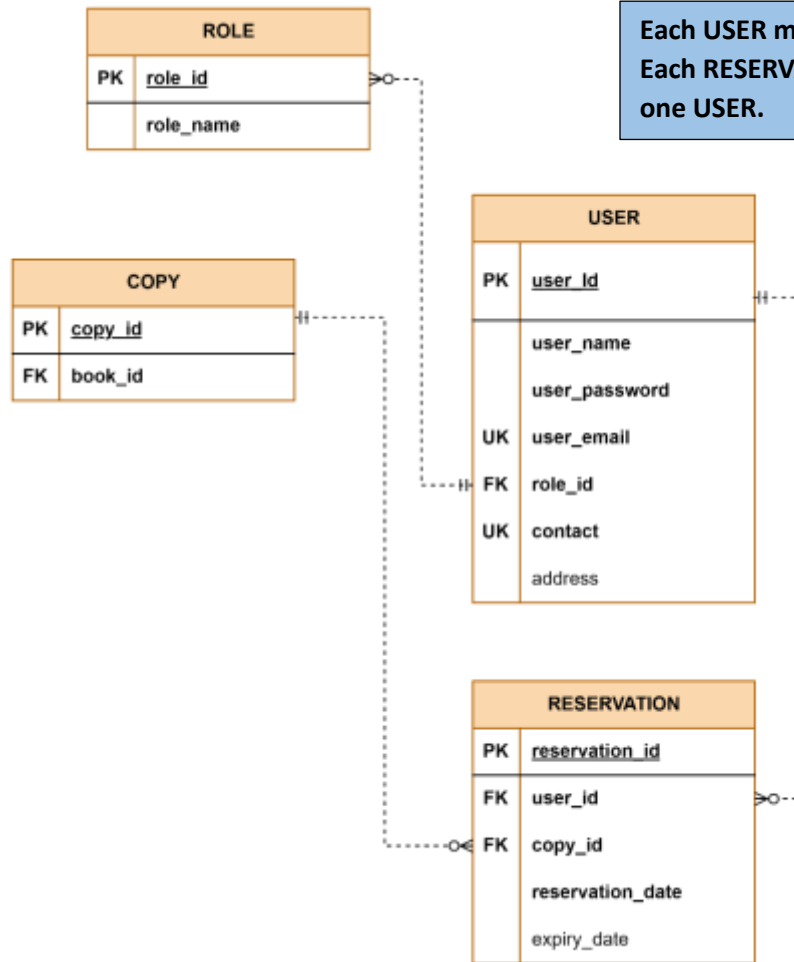 ROLE
PK role_id
role_name
Each USER m
Each RESERV
one USER.
USER
PK user_Id
user_name
user_password
UK user_email
FK role_id
UK contact
address
COPY
PK copy_id
FK book_id
RESERVATION
PK reservation_id
FK user_id
FK copy_id
reservation_date
expiry_date